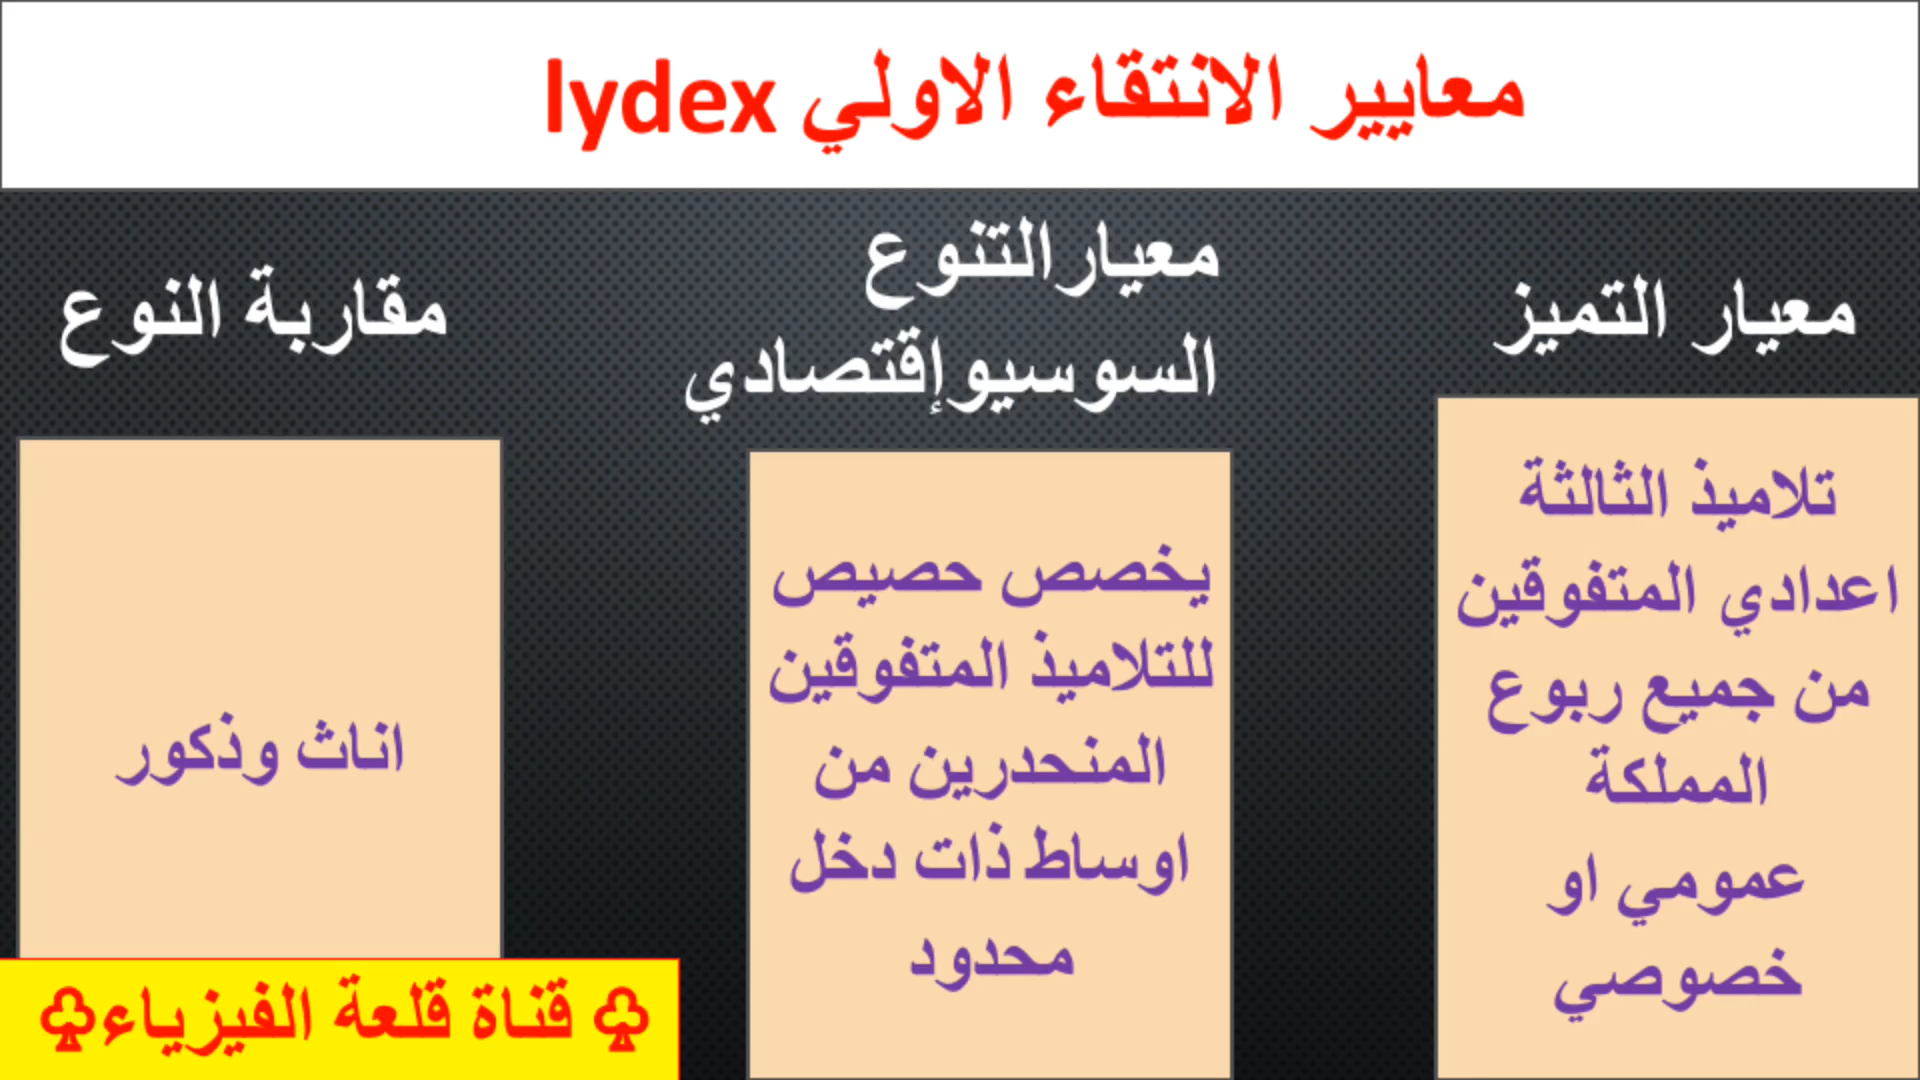 معايير الانتقاء الاولي lydex
معيار التميز
تلاميذ الثالثة
اعدادي المتفوقين
من جميع ربوع
المملكة
عمومي او
خصوصي
معيارالتنوع
السوسيوإقتصادي
يخصص حصيص
للتلاميذ المتفوقين
المنحدرين من
اوساط ذات دخل
محدود
مقاربة النوع
اناث وذكور
♧ قناة قلعة الفيزياء♧